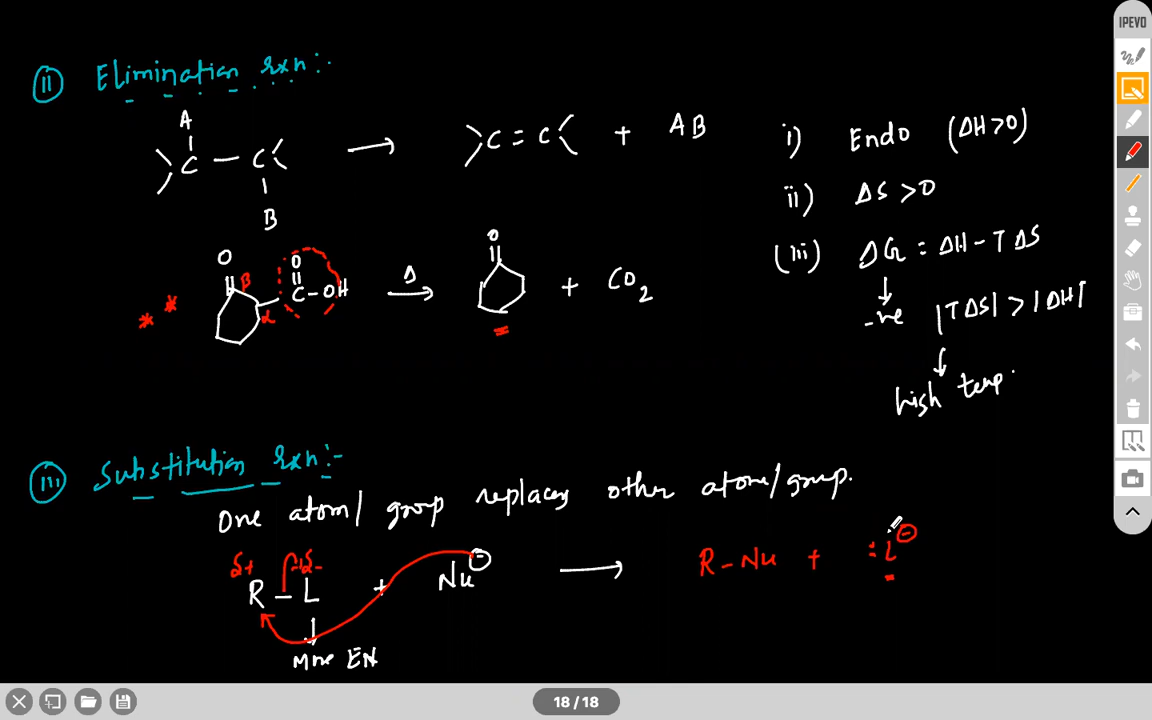 IPEVO
(ii) Elimination rxn :-
A
>C - C< → >C = C< + AB
B
i) Endo (ΔH>0)
ii) ΔS >0
(iii) ΔG = ΔH - TΔS
-ve |TΔS| > |ΔH|
high temp.
O β O
|| ||
C - OH Δ → O
|| + CO2
* * α
(iii) Substitution rxn :-
One atom/ group replaces other atom/group.
δ+ δ-
R - L + Nu⊖ → R - Nu + :L⊖
More EN
18 / 18